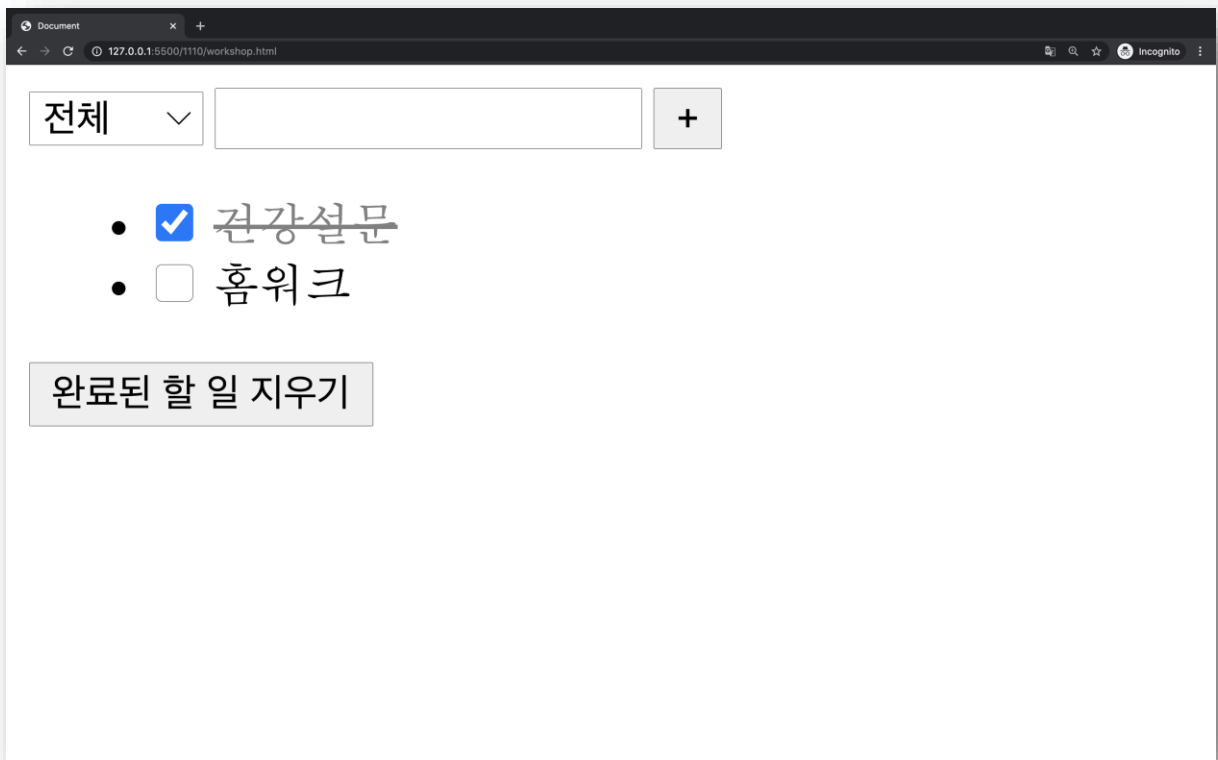 Document
127.0.0.1:5500/1110/workshop.html
Incognito
전체
+
건강설문
홈워크
완료된 할 일 지우기